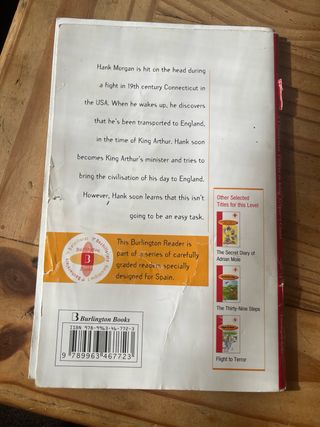 Hank Morgan is hit on the head during
a fight in 19th century Connecticut in
the USA. When he wakes up, he discovers
that he's been transported to England,
in the time of King Arthur. Hank soon
becomes King Arthur's minister and tries to
bring the civilisation of his day to England.
However, Hank soon learns that this isn't
going to be an easy task.
This Burlington Reader is
part of a series of carefully
graded readers specially
designed for Spain.
B
Other Selected
Titles for this Level
The Secret Diary of
Adrian Mole
The Thirty-Nine Steps
Flight to Terror
B Burlington Books
ISBN 978-9963-46-772-3
9 789963 467723